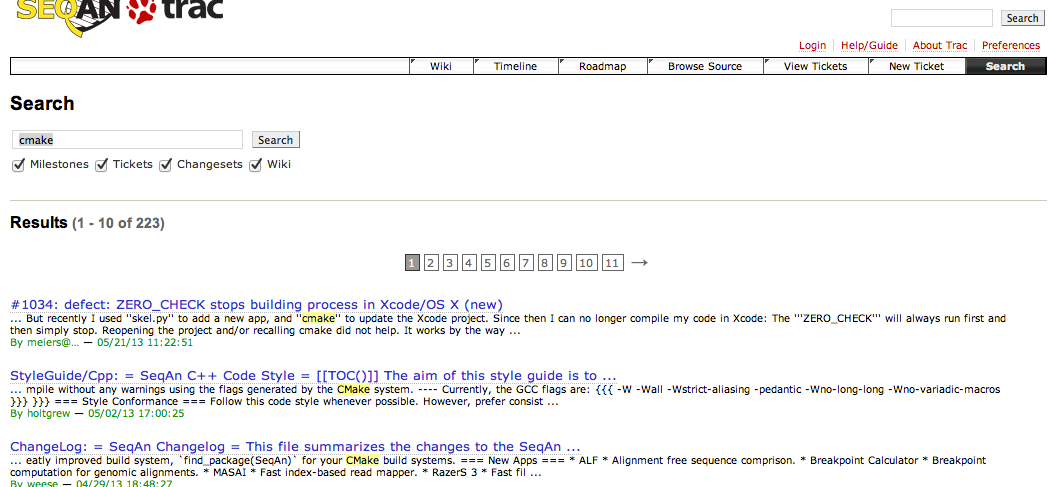 SEQAN trac
Search
Login Help/Guide About Trac Preferences
Wiki Timeline Roadmap Browse Source View Tickets New Ticket Search
Search
cmake Search
Milestones Tickets Changesets Wiki
Results (1 - 10 of 223)
1 2 3 4 5 6 7 8 9 10 11 →
#1034: defect: ZERO_CHECK stops building process in Xcode/OS X (new)
... But recently I used "skel.py" to add a new app, and "cmake" to update the Xcode project. Since then I can no longer compile my code in Xcode: The '''ZERO_CHECK''' will always run first and
then simply stop. Reopening the project and/or recalling cmake did not help. It works by the way ...
By meiers@... — 05/21/13 11:22:51
StyleGuide/Cpp: = SeqAn C++ Code Style = [[TOC()]] The aim of this style guide is to ...
... mpile without any warnings using the flags generated by the CMake system. ---- Currently, the GCC flags are: {{{ -W -Wall -Wstrict-aliasing -pedantic -Wno-long-long -Wno-variadic-macros
}}} }}} === Style Conformance === Follow this code style whenever possible. However, prefer consist ...
By holtgrew — 05/02/13 17:00:25
ChangeLog: = SeqAn Changelog = This file summarizes the changes to the SeqAn ...
... eatly improved build system, `find_package(SeqAn)` for your CMake build systems. === New Apps === * ALF * Alignment free sequence comprison. * Breakpoint Calculator * Breakpoint
computation for genomic alignments. * MASAI * Fast index-based read mapper. * RazerS 3 * Fast fil ...
By weese — 04/29/13 18:48:27